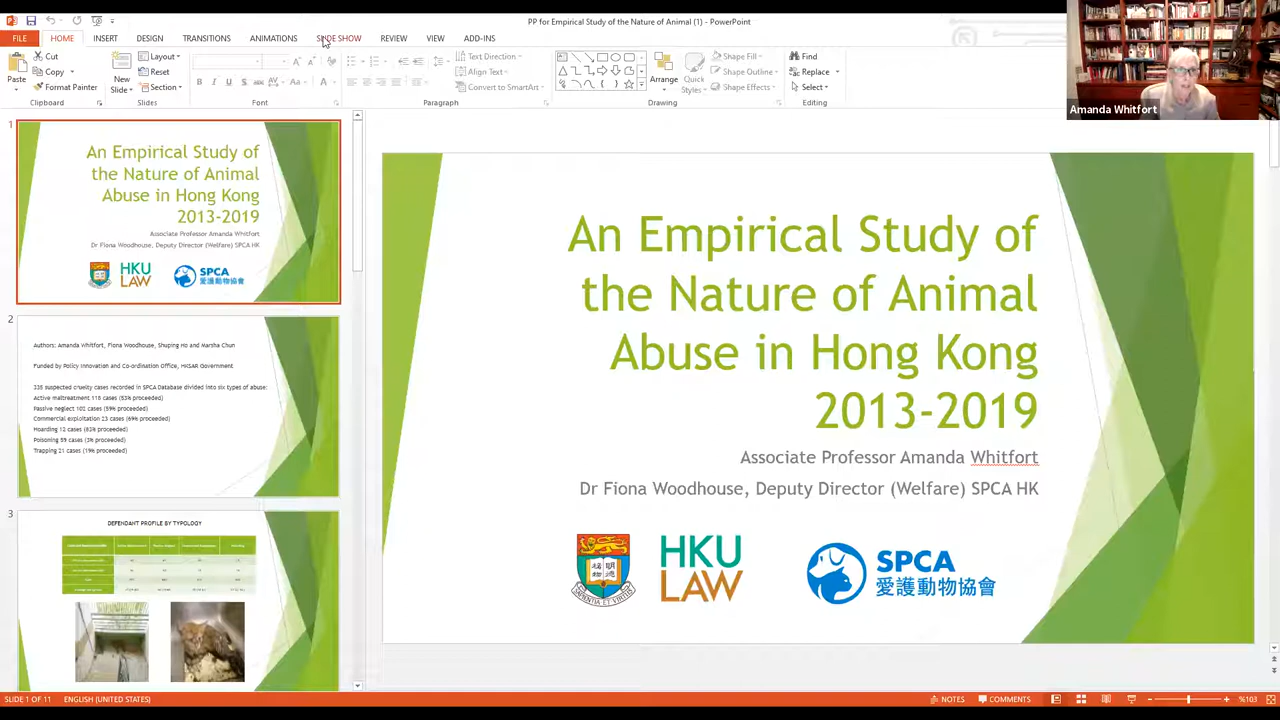 PP for Empirical Study of the Nature of Animal (1) - PowerPoint
FILE HOME INSERT DESIGN TRANSITIONS ANIMATIONS SLIDE SHOW REVIEW VIEW ADD-INS
Paste
Cut
Copy
Format Painter
Clipboard
New
Slide
Layout
Reset
Section
Slides
Font
Text Direction
Align Text
Convert to SmartArt
Paragraph
Arrange
Quick
Styles
Shape Fill
Shape Outline
Shape Effects
Drawing
Find
Replace
Select
Editing
Amanda Whitfort
1
An Empirical Study of
the Nature of Animal
Abuse in Hong Kong
2013-2019
Associate Professor Amanda Whitfort
Dr Fiona Woodhouse, Deputy Director (Welfare) SPCA HK
HKU
LAW
SPCA
愛護動物協會
2
Authors: Amanda Whitfort, Fiona Woodhouse, Shuping Ho and Marsha Chun
Funded by Policy Innovation and Co-ordination Office, HKSAR Government
335 suspected cruelty cases recorded in SPCA Database divided into six types of abuse:
Active maltreatment 118 cases (53% proceeded)
Passive neglect 102 cases (59% proceeded)
Commercial exploitation 23 cases (69% proceeded)
Hoarding 12 cases (83% proceeded)
Poisoning 59 cases (3% proceeded)
Trapping 21 cases (19% proceeded)
3
DEFENDANT PROFILE BY TYPOLOGY
An Empirical Study of
the Nature of Animal
Abuse in Hong Kong
2013-2019
Associate Professor Amanda Whitfort
Dr Fiona Woodhouse, Deputy Director (Welfare) SPCA HK
HKU
LAW
SPCA
愛護動物協會
SLIDE 1 OF 11 ENGLISH (UNITED STATES)
NOTES COMMENTS %103